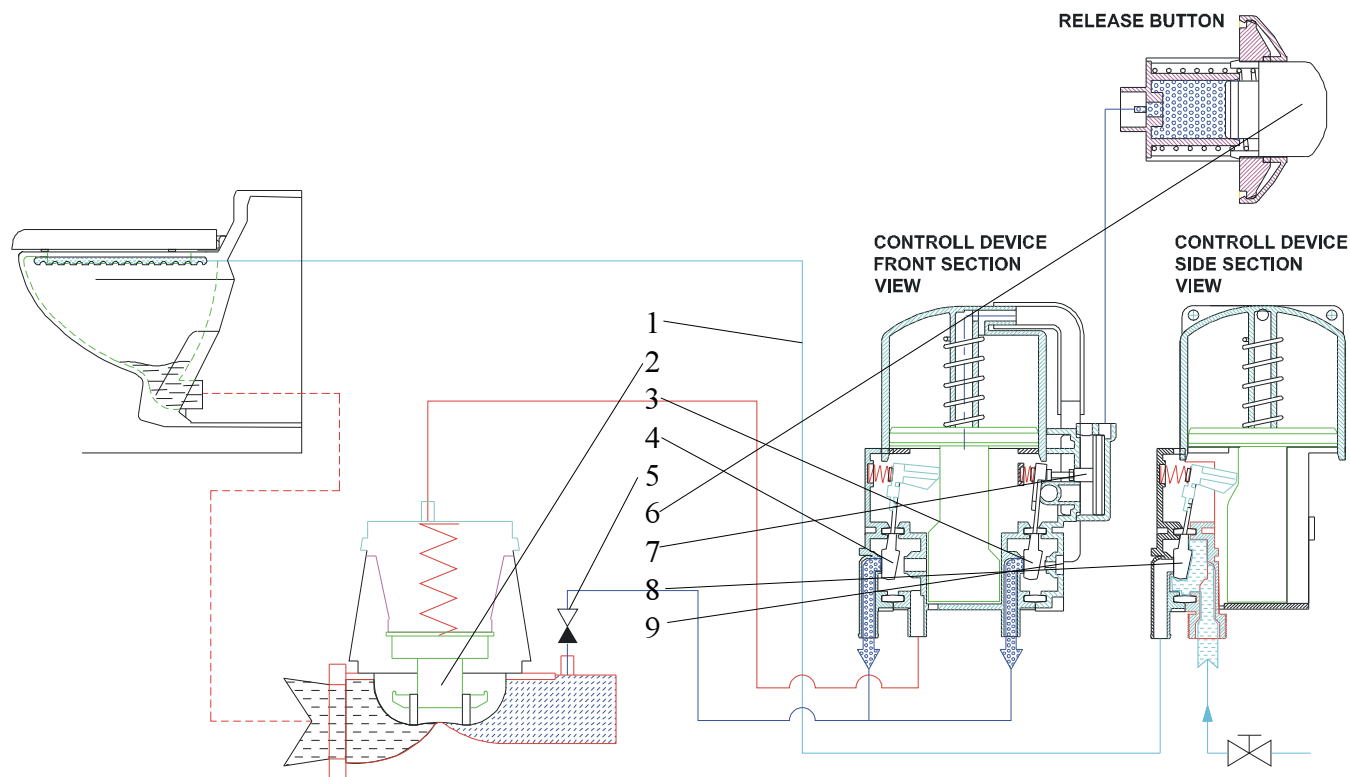 RELEASE BUTTON
CONTROLL DEVICE
FRONT SECTION
VIEW
CONTROLL DEVICE
SIDE SECTION
VIEW
1
2
3
4
5
6
7
8
9